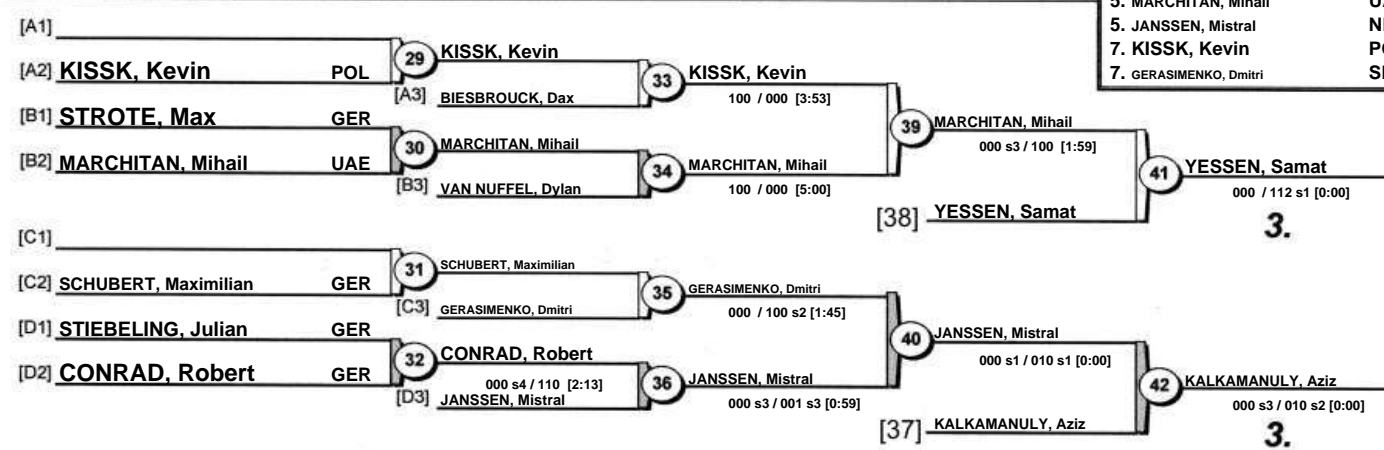 5. MARCHITAN, Mihail
5. JANSSEN, Mistral
7. KISSK, Kevin
7. GERASIMENKO, Dmitri
[A1]
29 KISSK, Kevin
[A2] KISSK, Kevin POL
33 KISSK, Kevin
[A3] BIESBROUCK, Dax
100 / 000 [3:53]
[B1] STROTE, Max GER
39 MARCHITAN, Mihail
30 MARCHITAN, Mihail
000 s3 / 100 [1:59]
[B2] MARCHITAN, Mihail UAE
34 MARCHITAN, Mihail
41 YESSEN, Samat
[B3] VAN NUFFEL, Dylan
100 / 000 [5:00]
000 / 112 s1 [0:00]
[38] YESSEN, Samat
3.
[C1]
31 SCHUBERT, Maximilian
[C2] SCHUBERT, Maximilian GER
35 GERASIMENKO, Dmitri
[C3] GERASIMENKO, Dmitri
000 / 100 s2 [1:45]
[D1] STIEBELING, Julian GER
40 JANSSEN, Mistral
32 CONRAD, Robert
000 s1 / 010 s1 [0:00]
[D2] CONRAD, Robert GER
000 s4 / 110 [2:13]
36 JANSSEN, Mistral
42 KALKAMANULY, Aziz
[D3] JANSSEN, Mistral
000 s3 / 001 s3 [0:59]
000 s3 / 010 s2 [0:00]
[37] KALKAMANULY, Aziz
3.